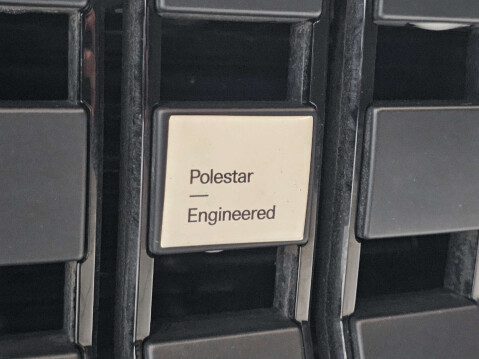 Polestar
—
Engineered